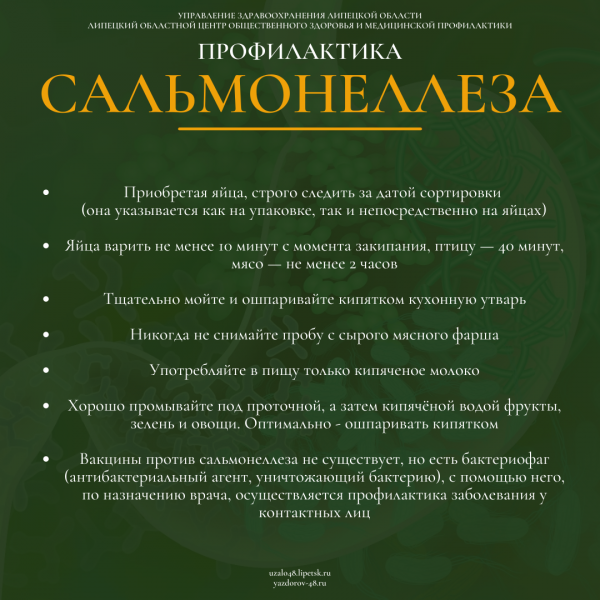 УПРАВЛЕНИЕ ЗДРАВООХРАНЕНИЯ ЛИПЕЦКОЙ ОБЛАСТИ
ЛИПЕЦКИЙ ОБЛАСТНОЙ ЦЕНТР ОБЩЕСТВЕННОГО ЗДОРОВЬЯ И МЕДИЦИНСКОЙ ПРОФИЛАКТИКИ
ПРОФИЛАКТИКА
САЛЬМОНЕЛЛЕЗА
• Приобретая яйца, строго следить за датой сортировки
(она указывается как на упаковке, так и непосредственно на яйцах)
• Яйца варить не менее 10 минут с момента закипания, птицу — 40 минут,
мясо — не менее 2 часов
• Тщательно мойте и ошпаривайте кипятком кухонную утварь
• Никогда не снимайте пробу с сырого мясного фарша
• Употребляйте в пищу только кипяченое молоко
• Хорошо промывайте под проточной, а затем кипячёной водой фрукты,
зелень и овощи. Оптимально - ошпаривать кипятком
• Вакцины против сальмонеллеза не существует, но есть бактериофаг
(антибактериальный агент, уничтожающий бактерию), с помощью него,
по назначению врача, осуществляется профилактика заболевания у
контактных лиц
uzalo48.lipetsk.ru
yazdorov-48.ru